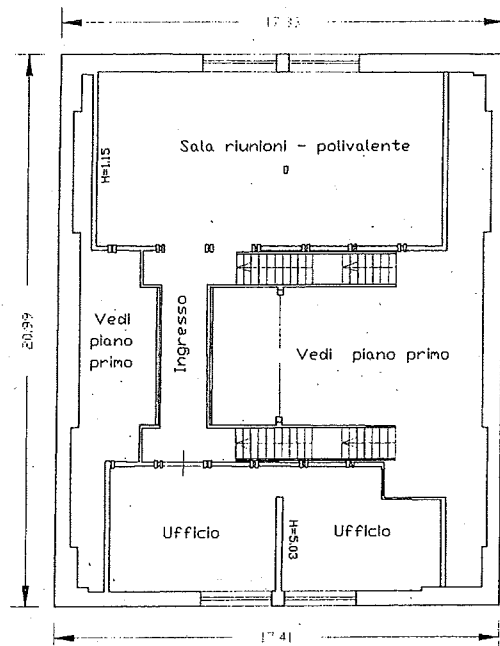 17.33
Sala riunioni - polivalente
H=1.15
20.99
Vedi
piano
primo
Ingresso
Vedi piano primo
Ufficio
H=5.03
Ufficio
17.41